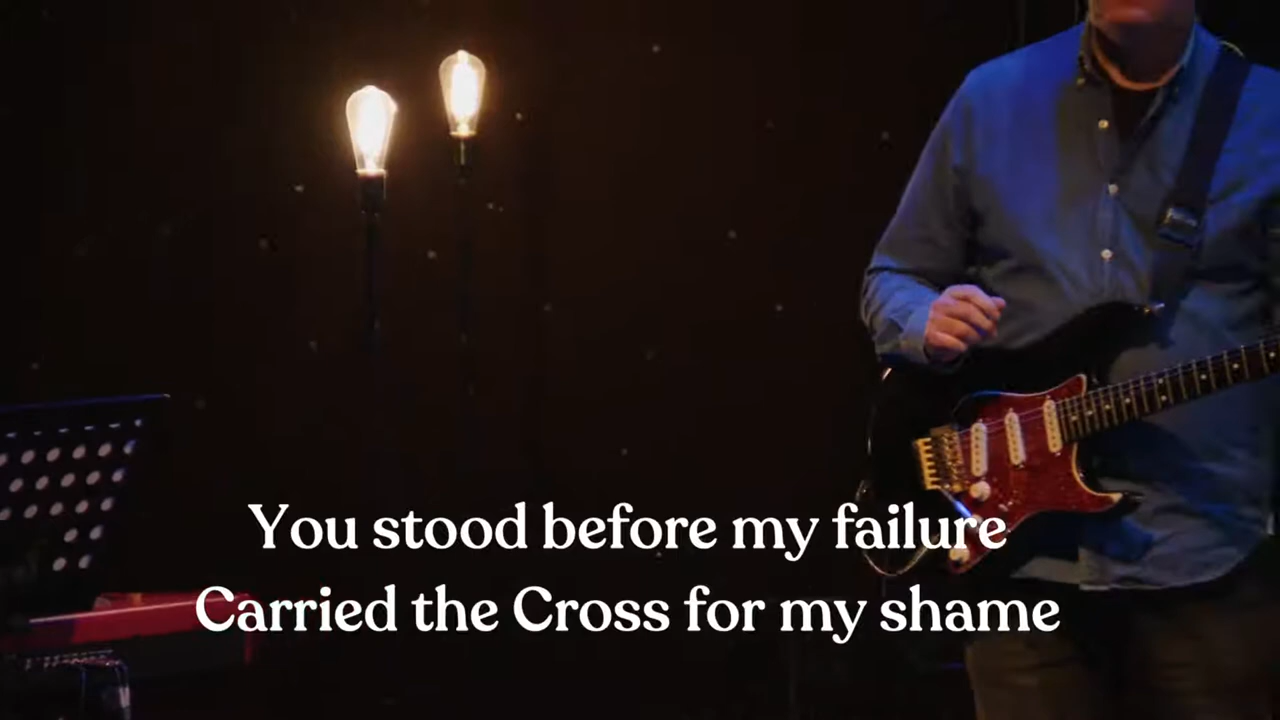 You stood before my failure
Carried the Cross for my shame